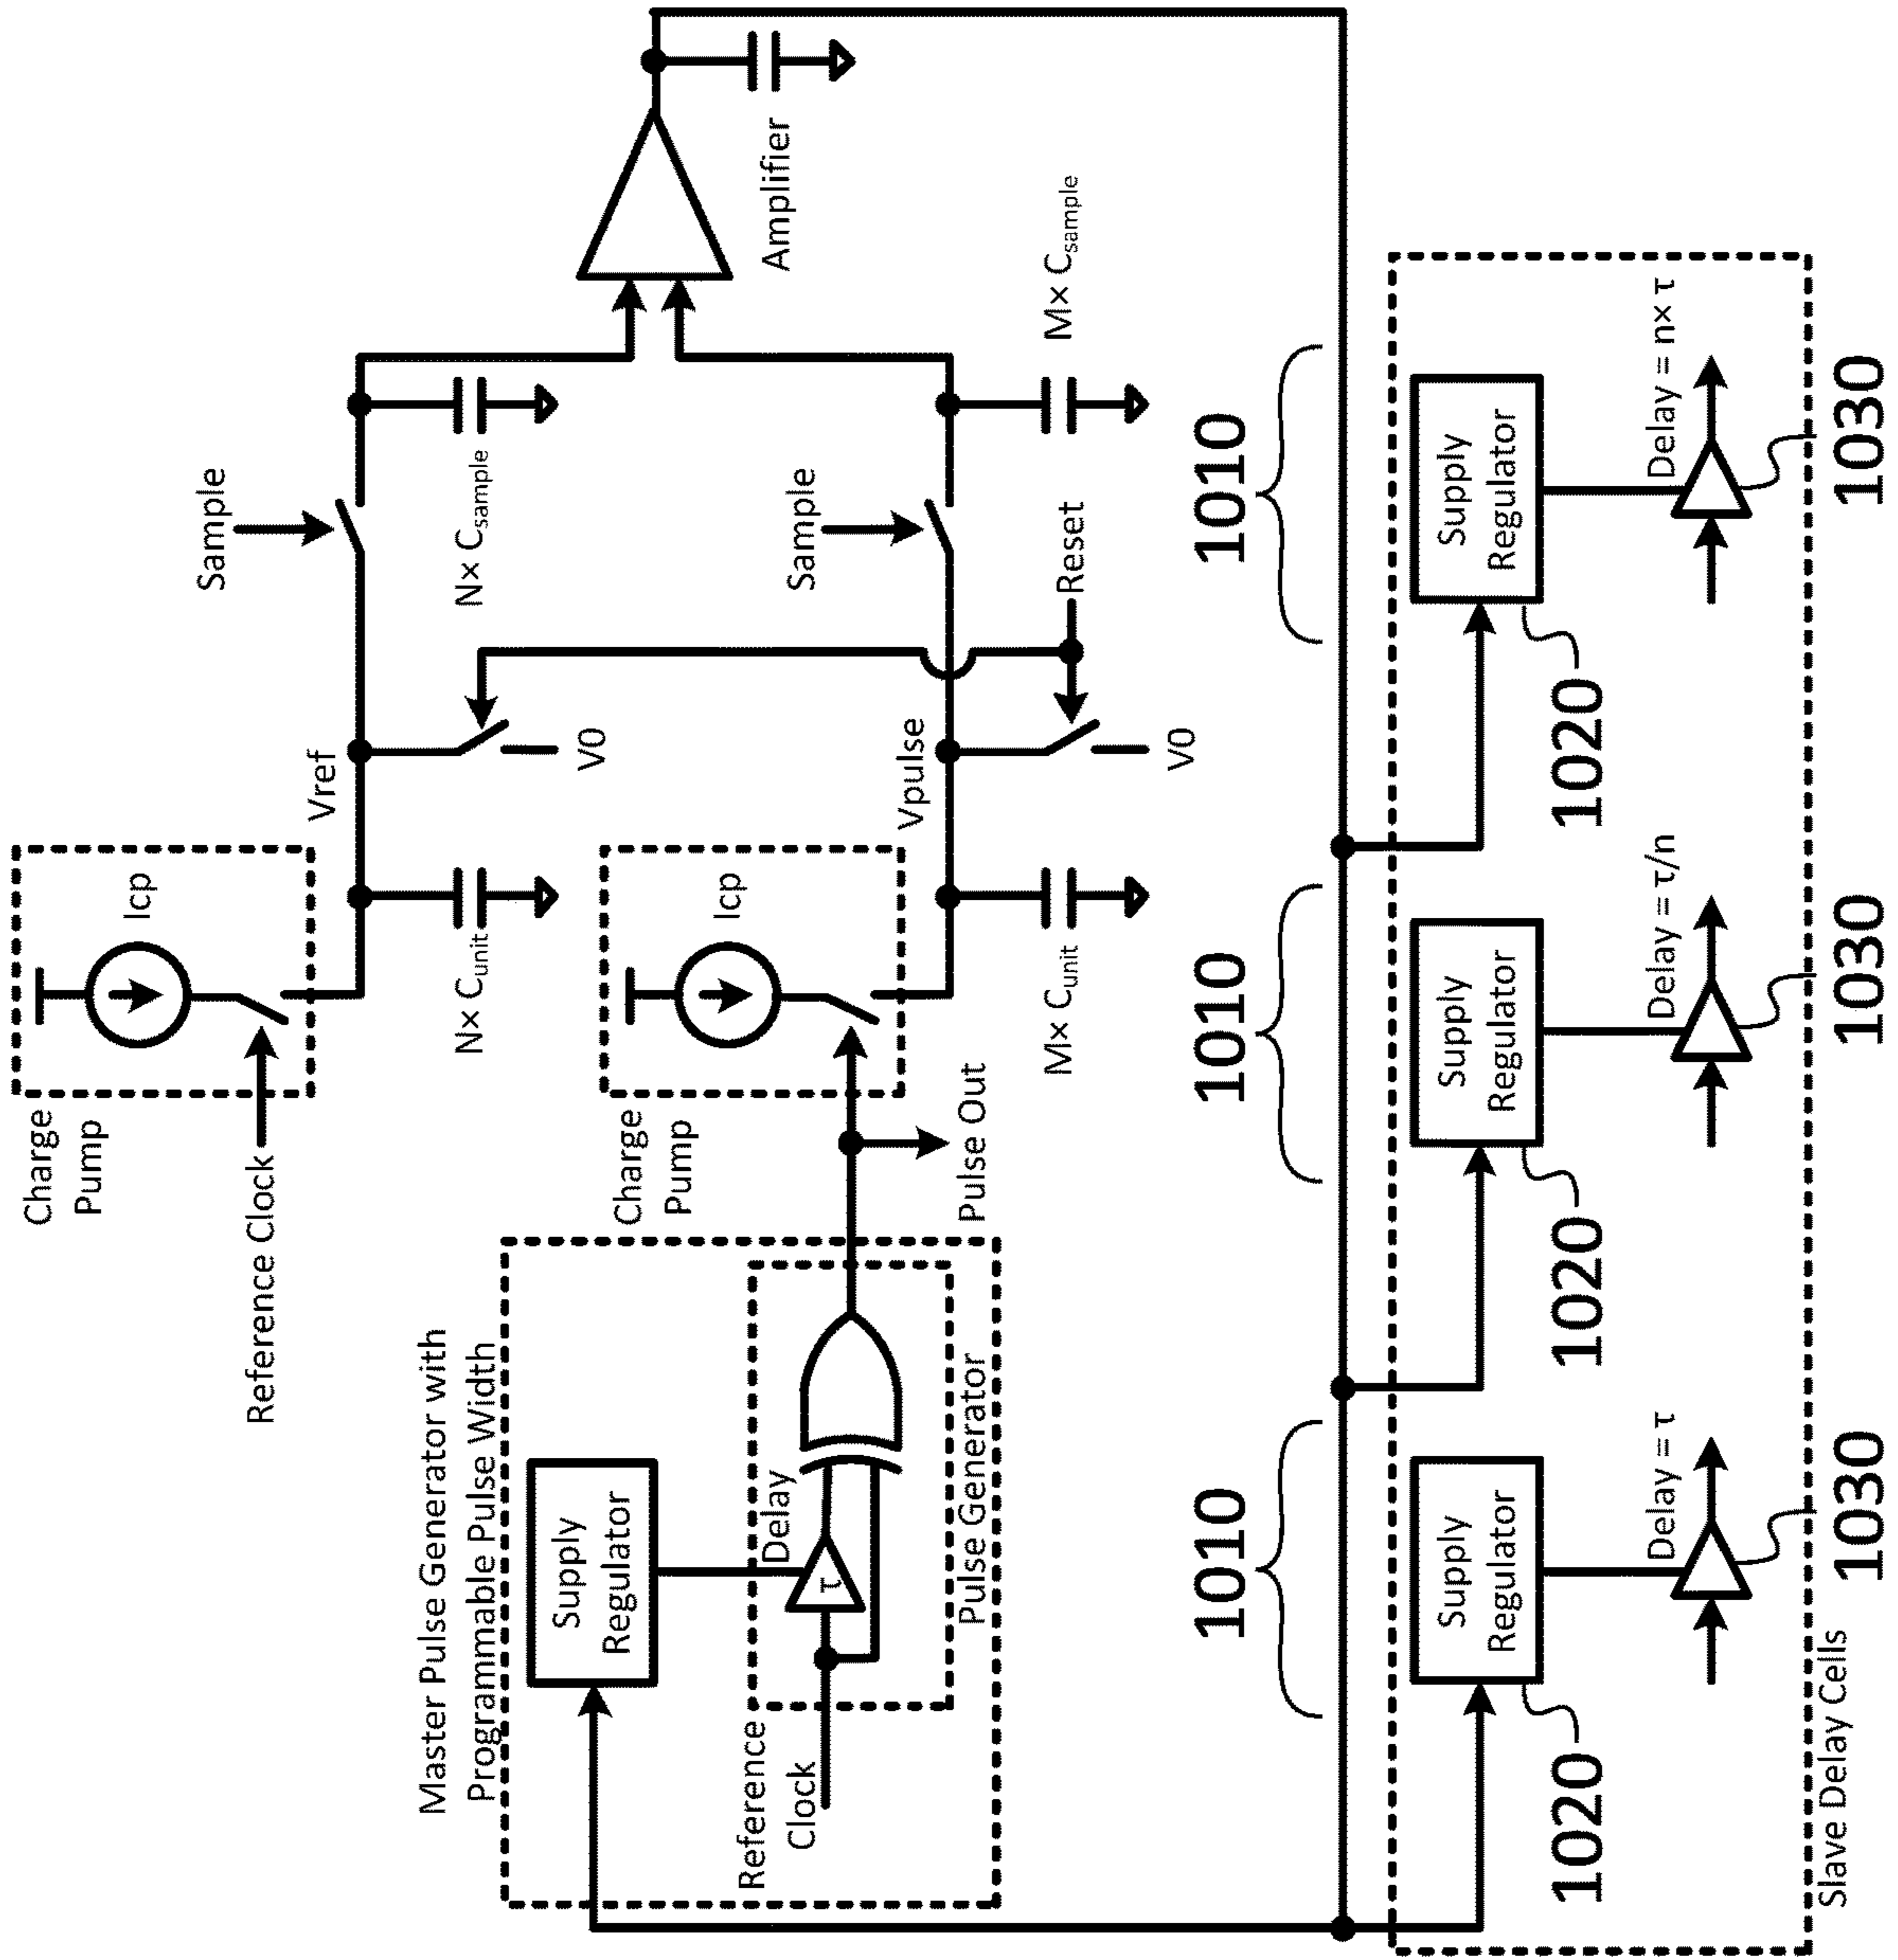 Charge
Pump
Icp
Reference Clock
Vref
N× Cunit
V0
Sample
N× Csample
Master Pulse Generator with
Programmable Pulse Width
Supply
Regulator
Delay
τ
Reference
Clock
Pulse Generator
Charge
Pump
Icp
Pulse Out
Vpulse
M× Cunit
V0
Reset
Sample
M× Csample
Amplifier
1010
1010
1010
Supply
Regulator
Delay = τ
1020
1030
Supply
Regulator
Delay = τ/n
1020
1030
Supply
Regulator
Delay = n× τ
1020
1030
Slave Delay Cells